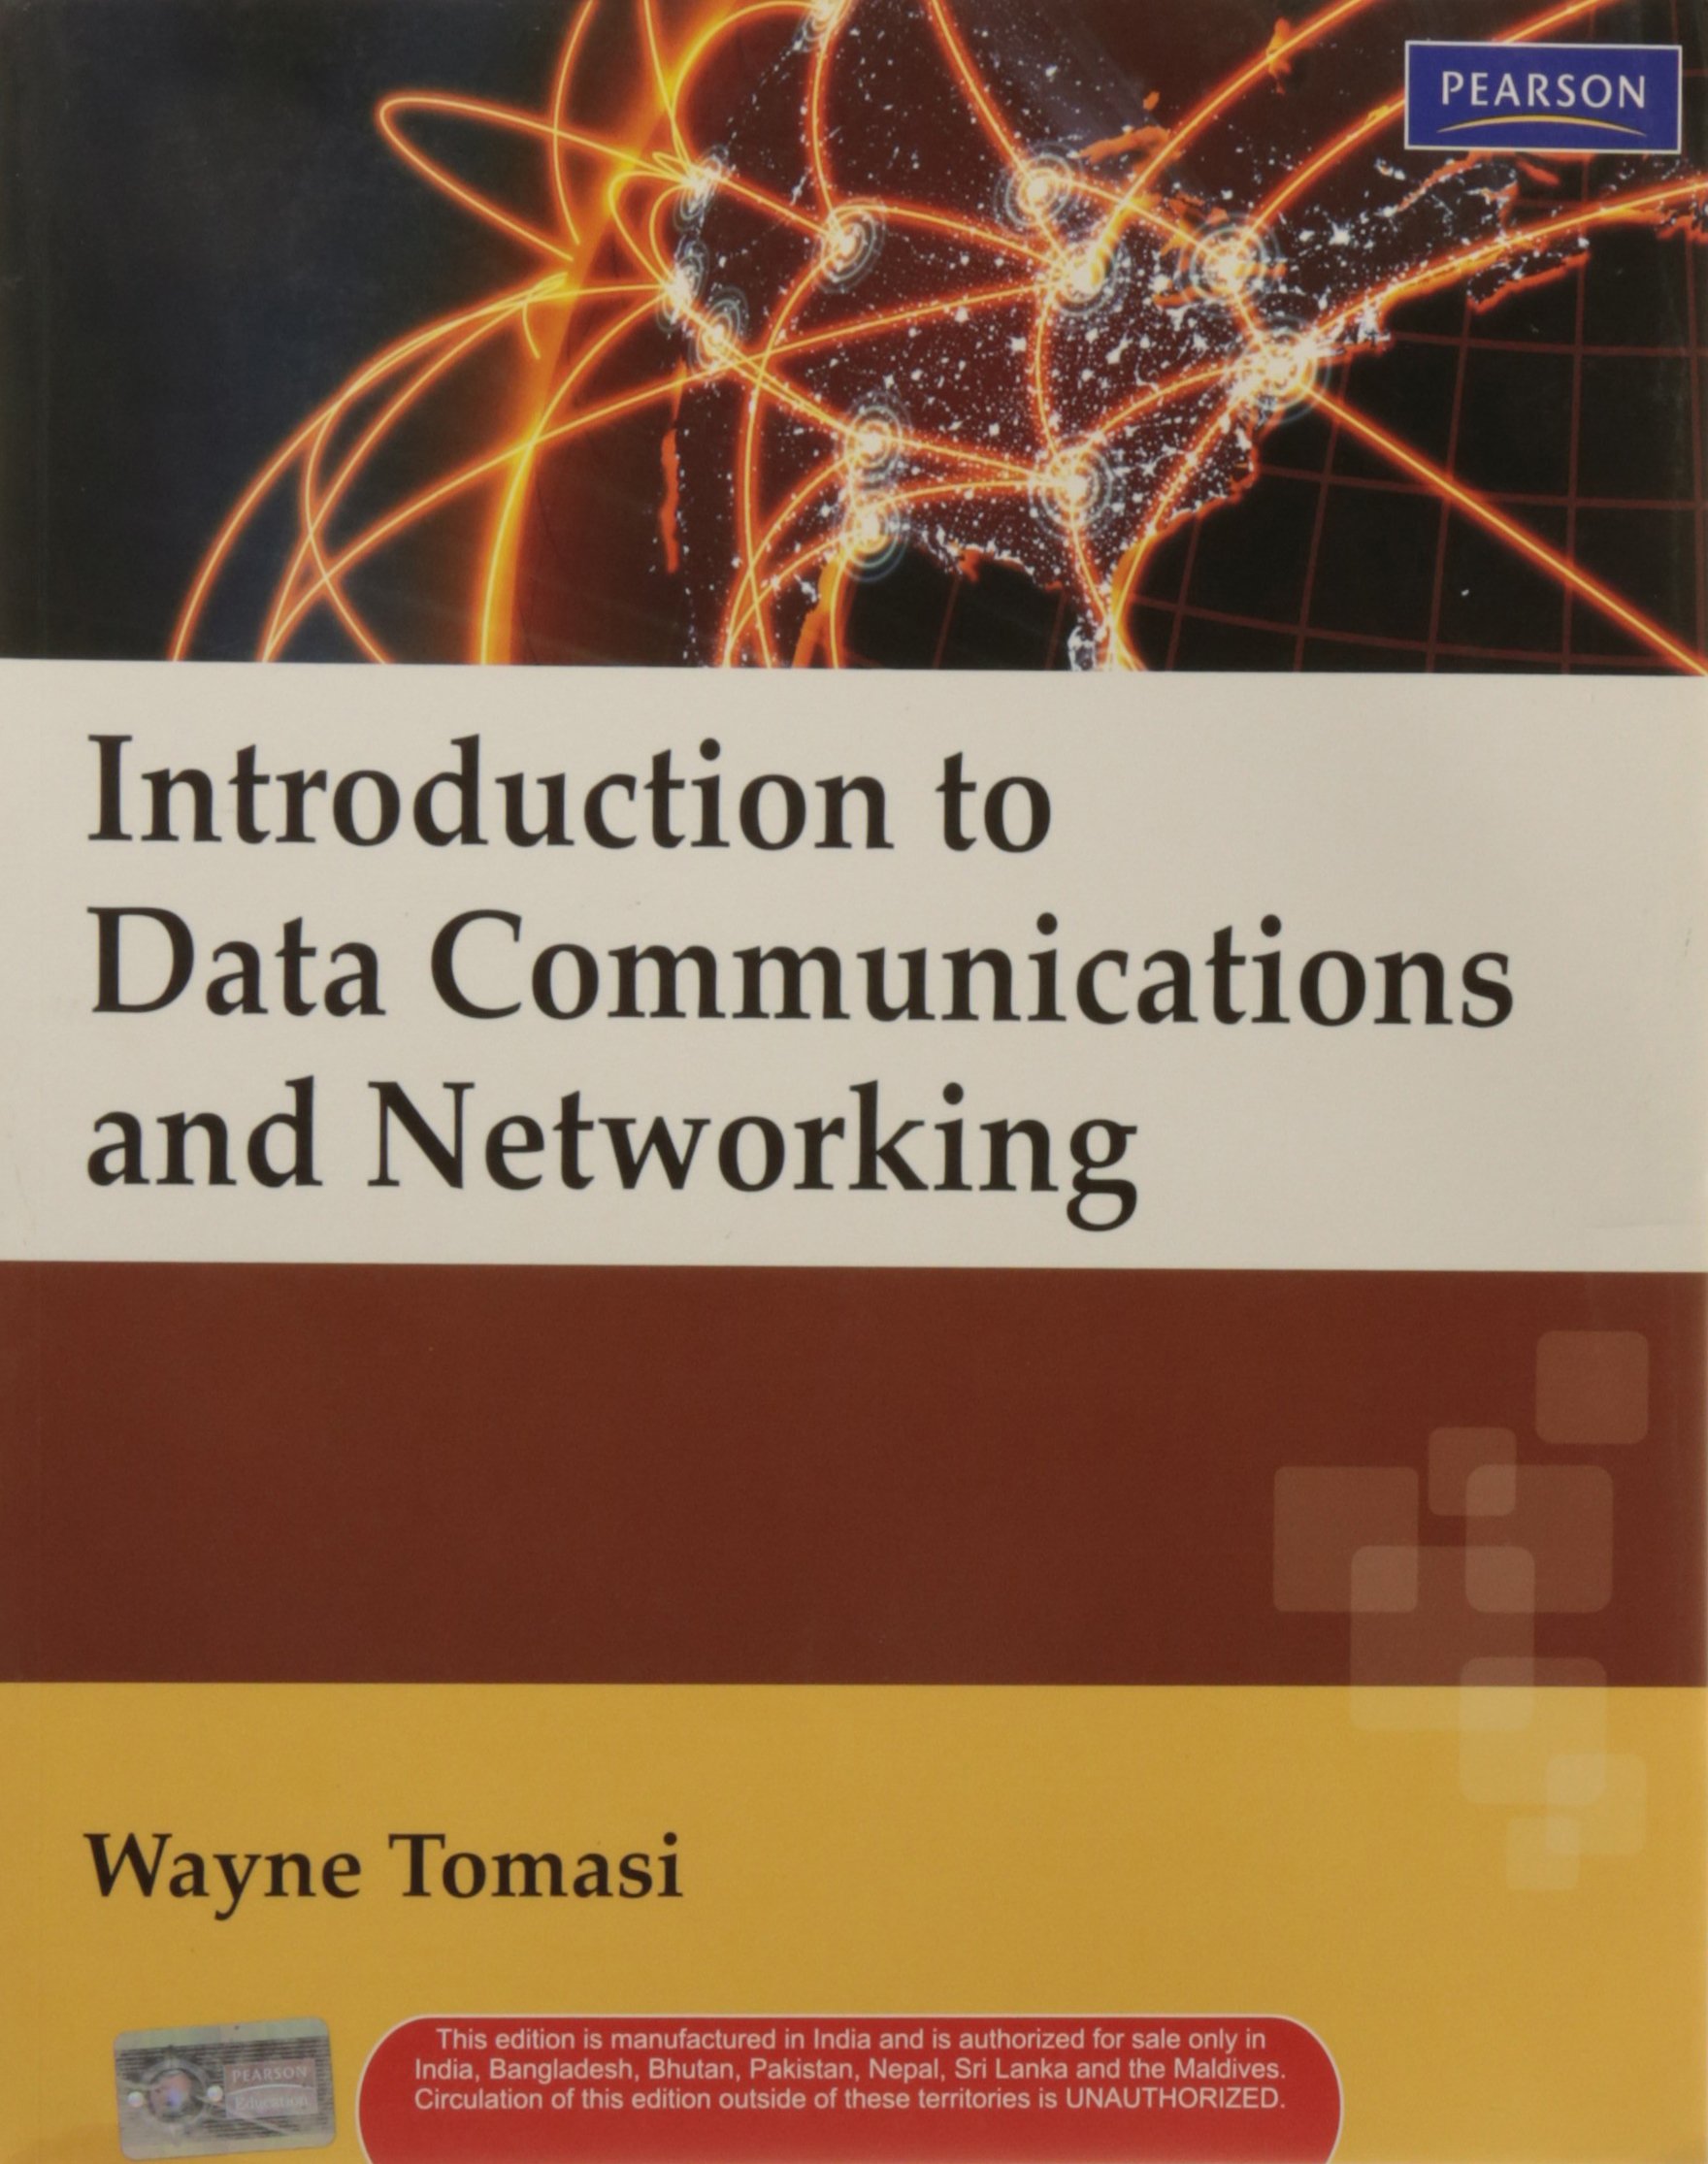 PEARSON
Introduction to
Data Communications
and Networking
Wayne Tomasi
PEARSON
Education
This edition is manufactured in India and is authorized for sale only in
India, Bangladesh, Bhutan, Pakistan, Nepal, Sri Lanka and the Maldives.
Circulation of this edition outside of these territories is UNAUTHORIZED.